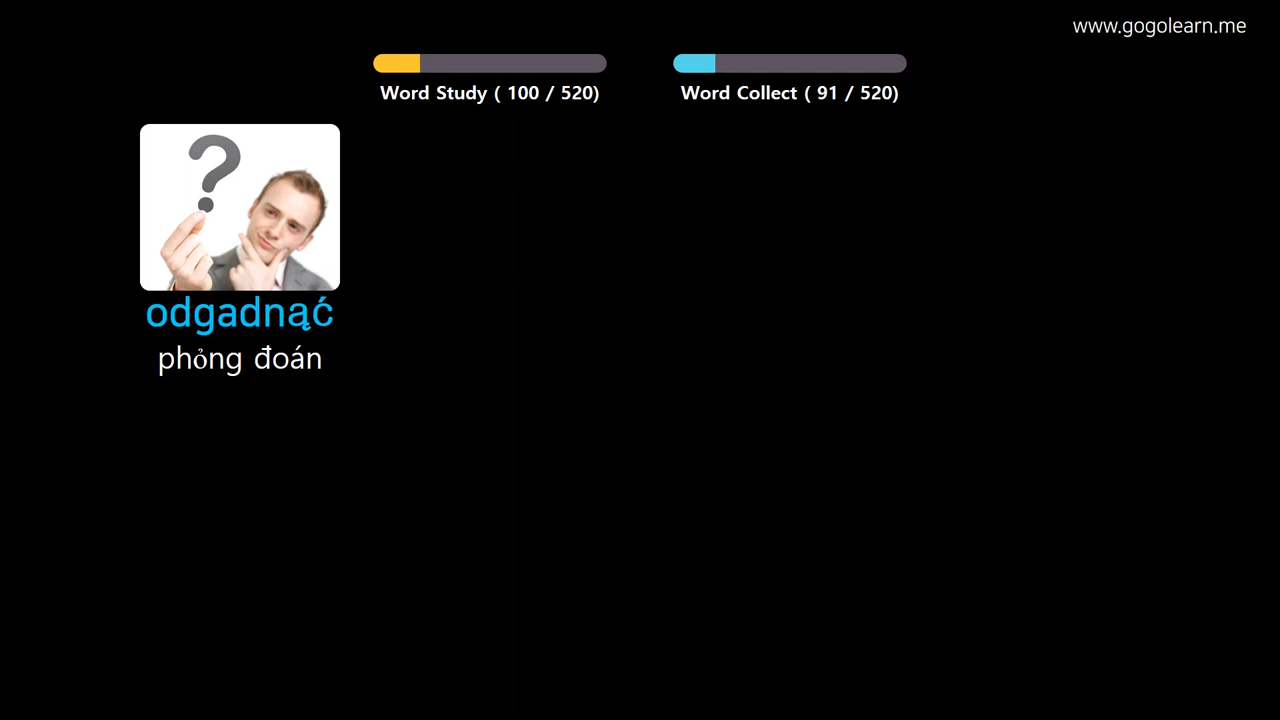 www.gogolearn.me
Word Study ( 100 / 520)
Word Collect ( 91 / 520)
?
odgadnąć
phỏng đoán